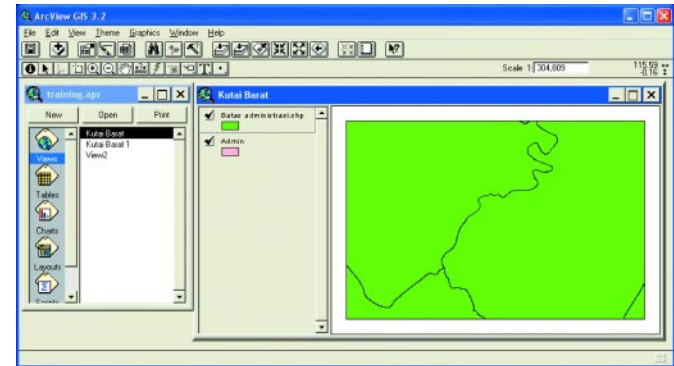 ArcView GIS 3.2
File Edit View Theme Graphics Window Help
Scale 1: 304,809
115.59
-0.16
training.apr
New Open Print
Kutai Barat
Kutai Barat 1
View2
Views
Tables
Charts
Layouts
Kutai Barat
Batas administrasi.shp
Admin